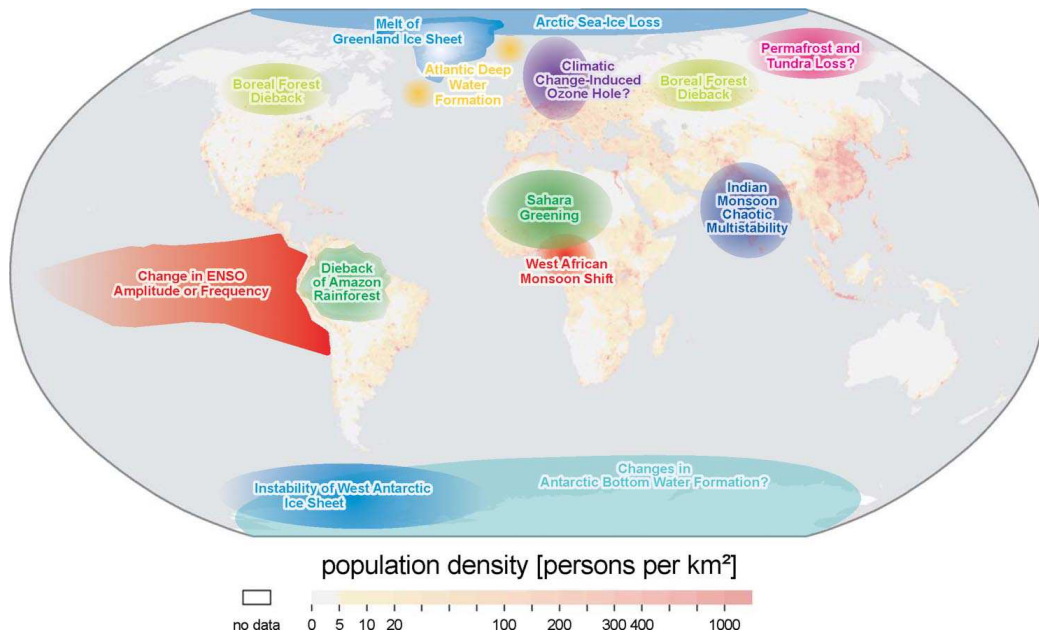 Melt of
Greenland Ice Sheet
Arctic Sea-Ice Loss
Atlantic Deep
Water
Formation
Climatic
Change-Induced
Ozone Hole?
Permafrost and
Tundra Loss?
Boreal Forest
Dieback
Boreal Forest
Dieback
Sahara
Greening
Indian
Monsoon
Chaotic
Multistability
West African
Monsoon Shift
Change in ENSO
Amplitude or Frequency
Dieback
of Amazon
Rainforest
Instability of West Antarctic
Ice Sheet
Changes in
Antarctic Bottom Water Formation?
population density [persons per km²]
no data 0 5 10 20 100 200 300 400 1000